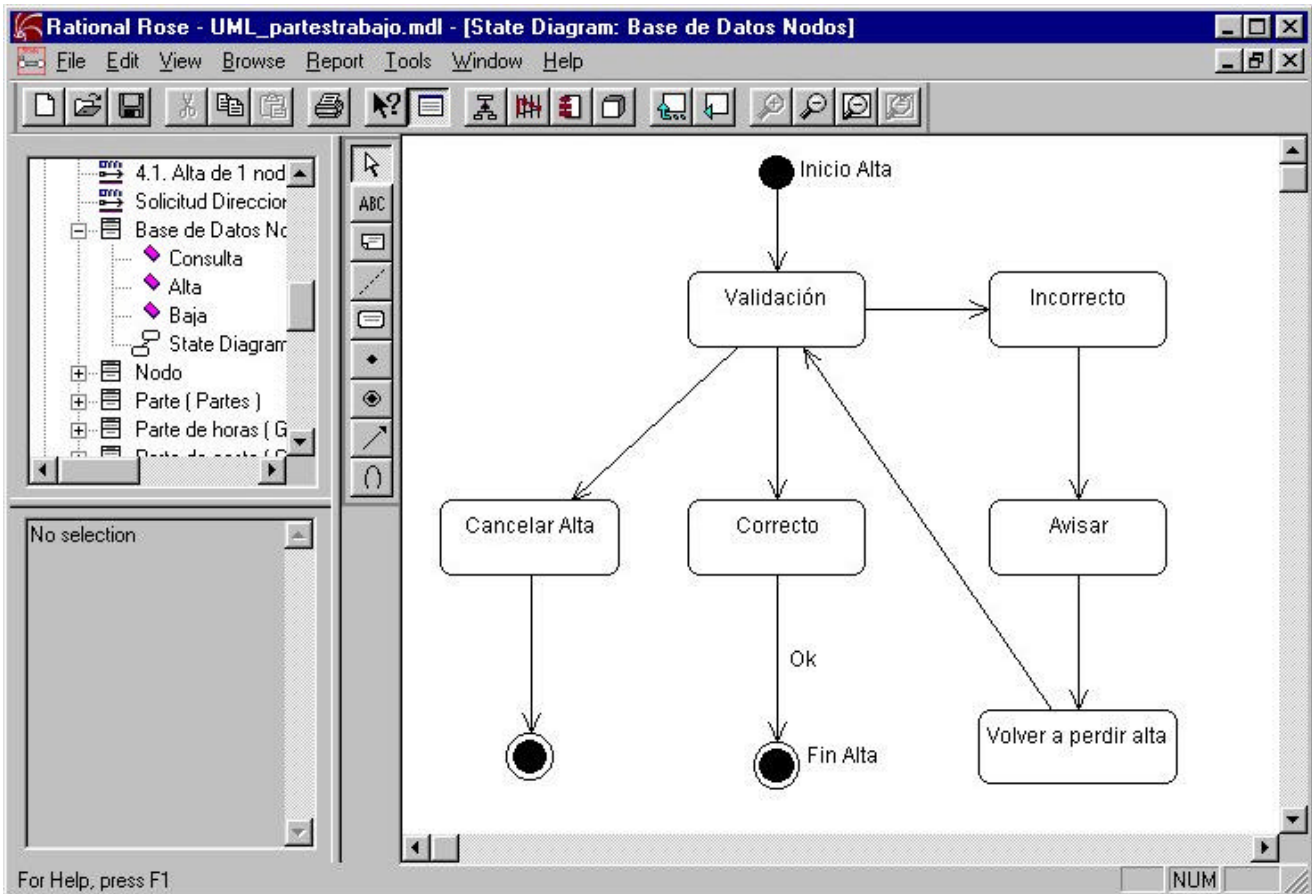 Rational Rose - UML_partestrabajo.mdl - [State Diagram: Base de Datos Nodos]
File Edit View Browse Report Tools Window Help
4.1. Alta de 1 nod
Solicitud Direccior
Base de Datos Nc
Consulta
Alta
Baja
State Diagram
Nodo
Parte ( Partes )
Parte de horas ( G
No selection
ABC
Inicio Alta
Validación
Incorrecto
Cancelar Alta
Correcto
Avisar
Ok
Volver a perdir alta
Fin Alta
For Help, press F1
NUM